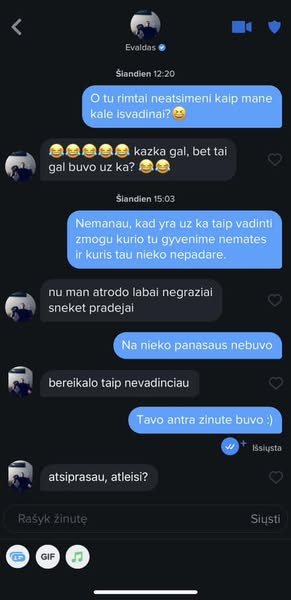 Evaldas
Šiandien 12:20
O tu rimtai neatsimeni kaip mane
kale isvadinai?😆
😂😂😂😂😂 kazka gal, bet tai
gal buvo uz ka? 😂😂
Šiandien 15:03
Nemanau, kad yra uz ka taip vadinti
zmogu kurio tu gyvenime nemates
ir kuris tau nieko nepadare.
nu man atrodo labai negraziai
sneket pradejai
Na nieko panasaus nebuvo
bereikalo taip nevadinciau
Tavo antra zinute buvo :)
Išsiųsta
atsiprasau, atleisi?
Rašyk žinutę
Siųsti
GIF